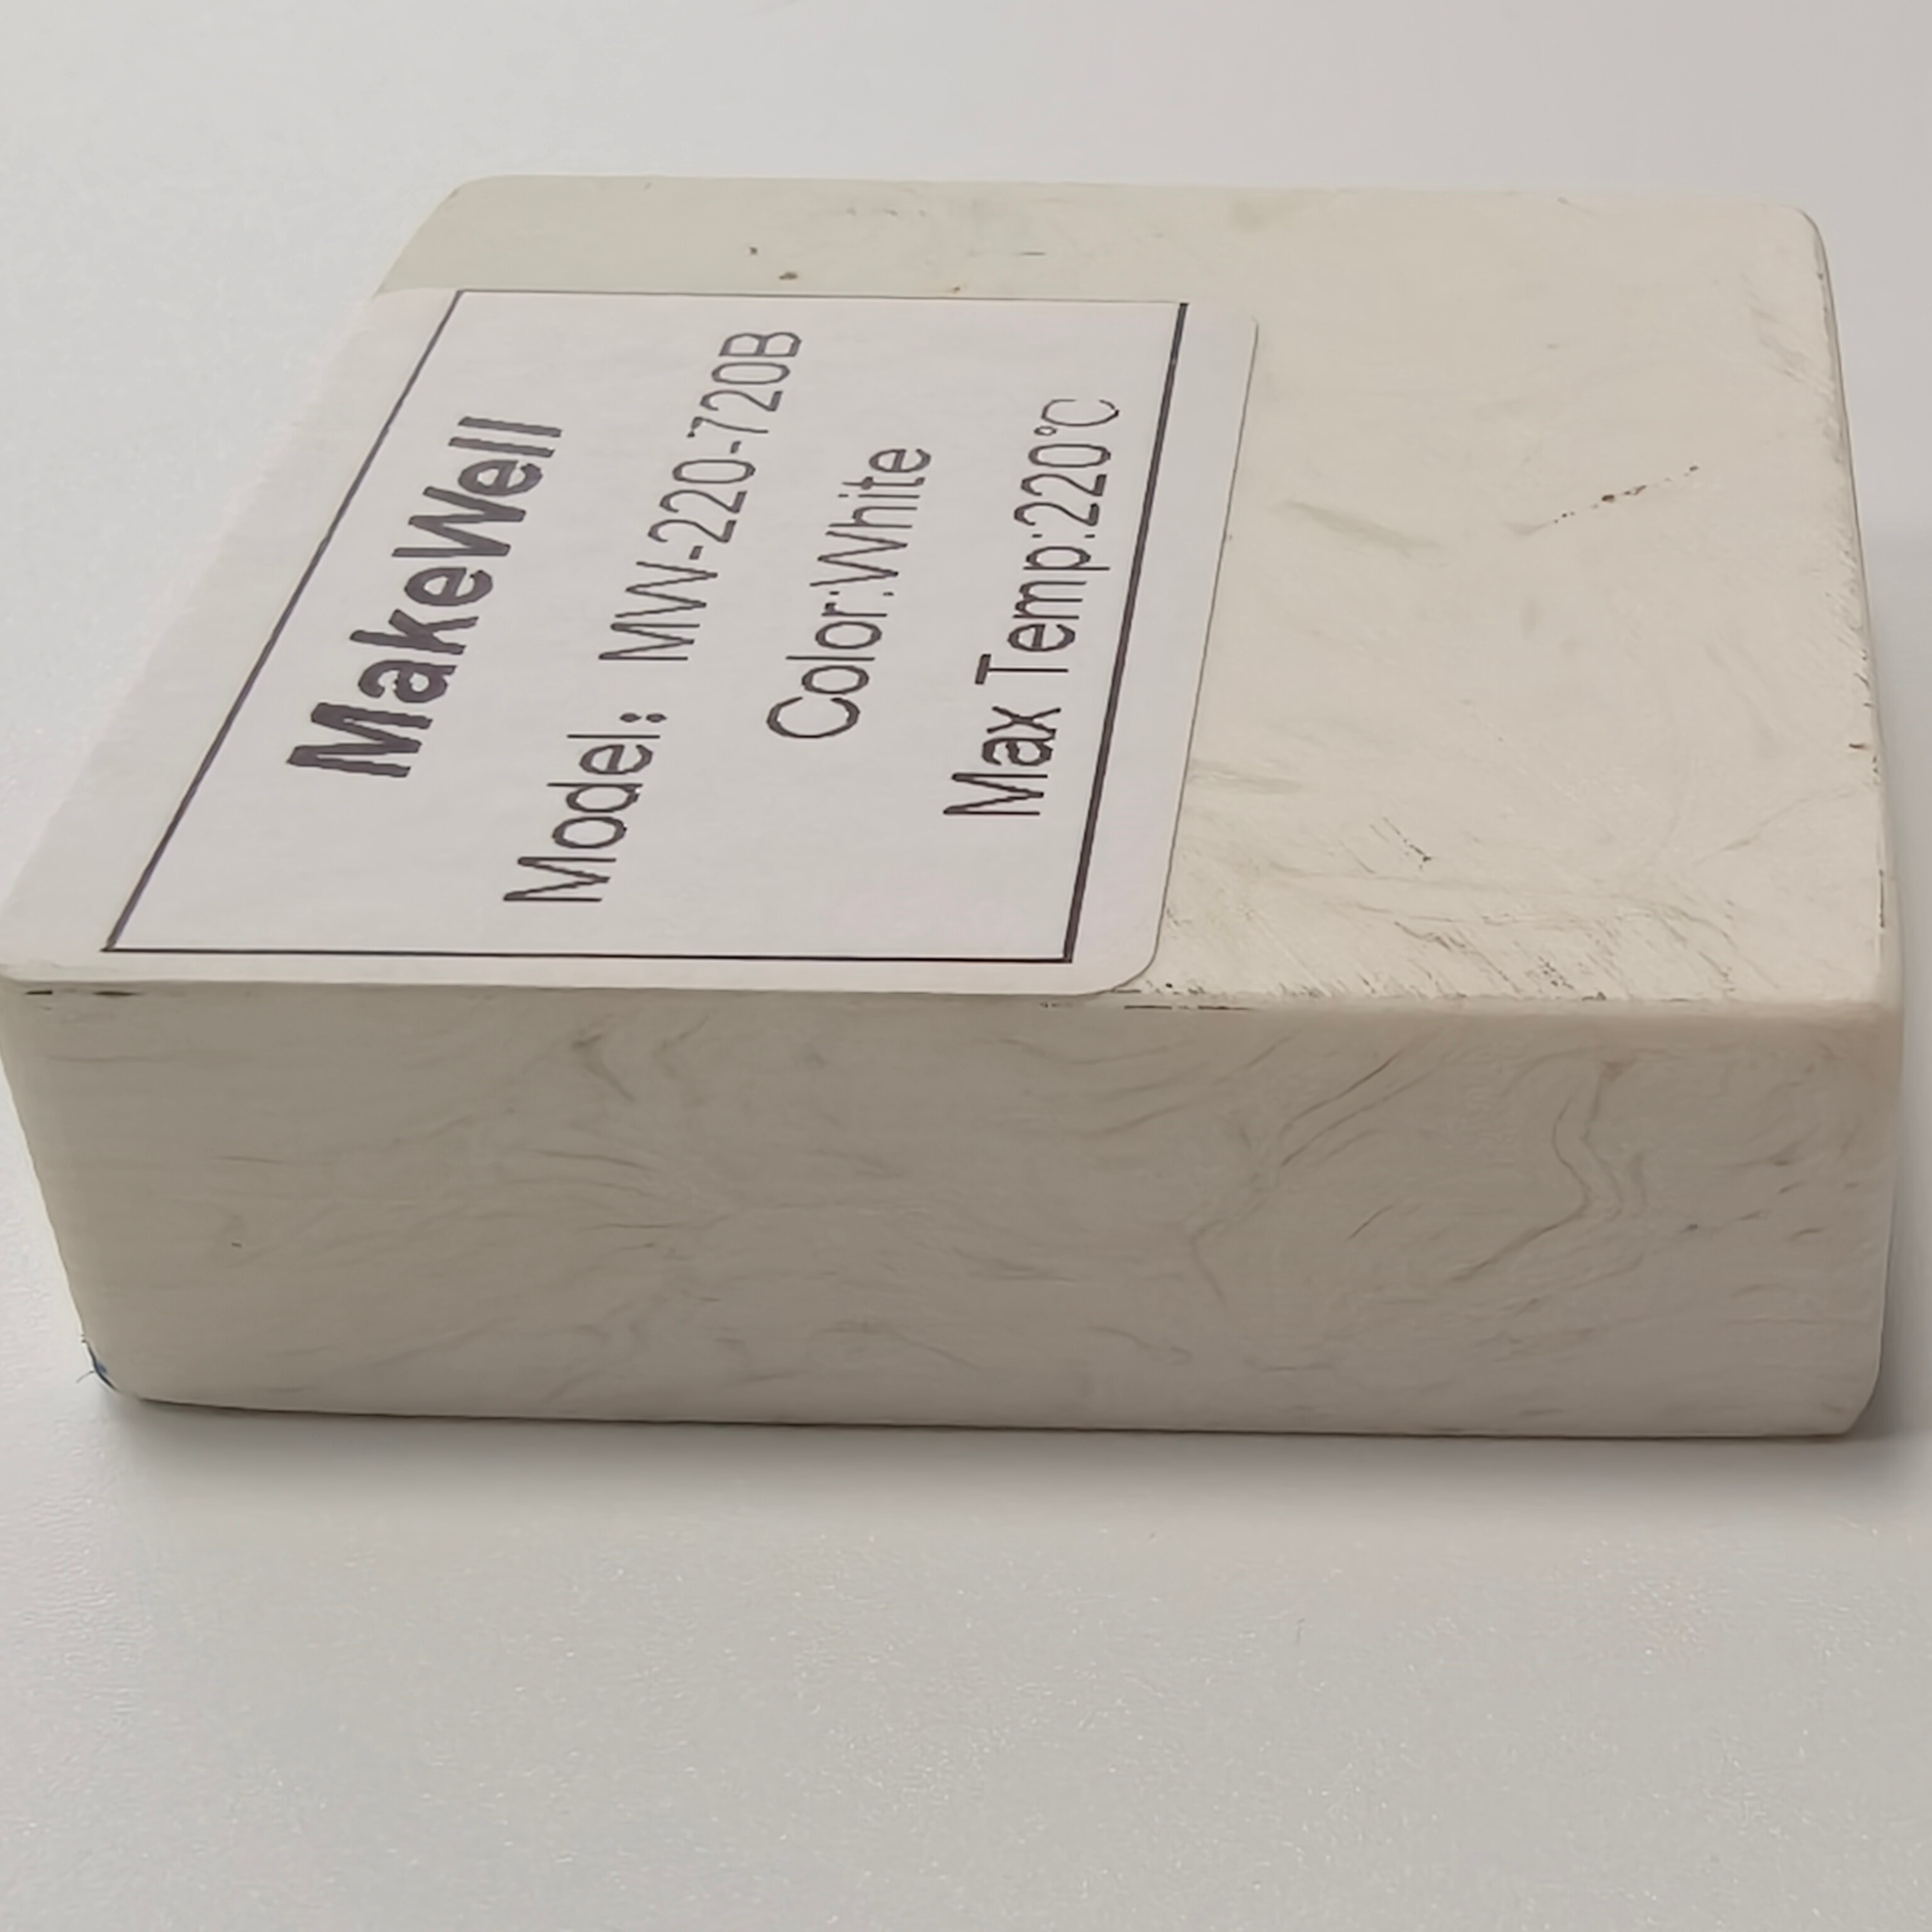 MakeWell
Model： MW-220-720B
Color:White
Max Temp:220℃